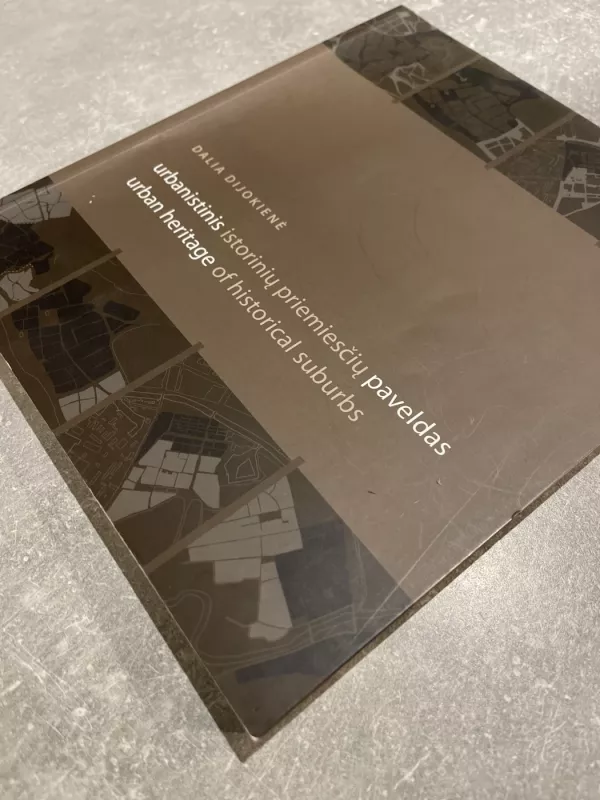 DALIA DIJOKIENĖ
urbanistinis istorinių priemiesčių paveldas
urban heritage of historical suburbs